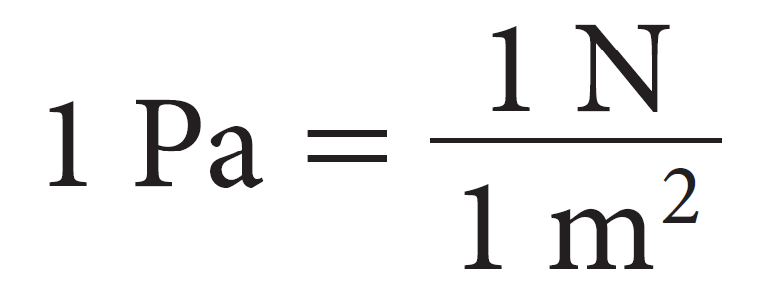 1 Pa = 1 N / 1 m²